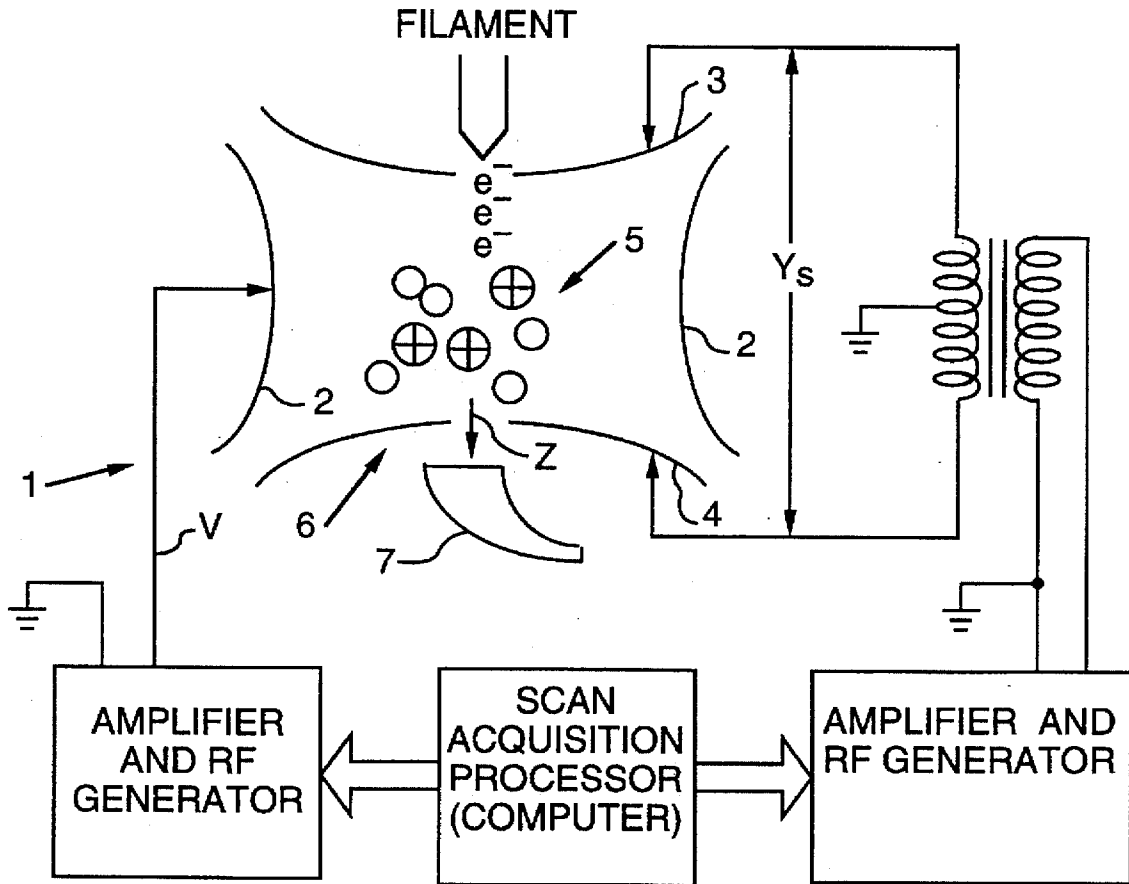 FILAMENT
3
e⁻
e⁻
e⁻
5
Yₛ
2
2
Z
1
6
4
V
7
AMPLIFIER
AND RF
GENERATOR
SCAN
ACQUISITION
PROCESSOR
(COMPUTER)
AMPLIFIER AND
RF GENERATOR